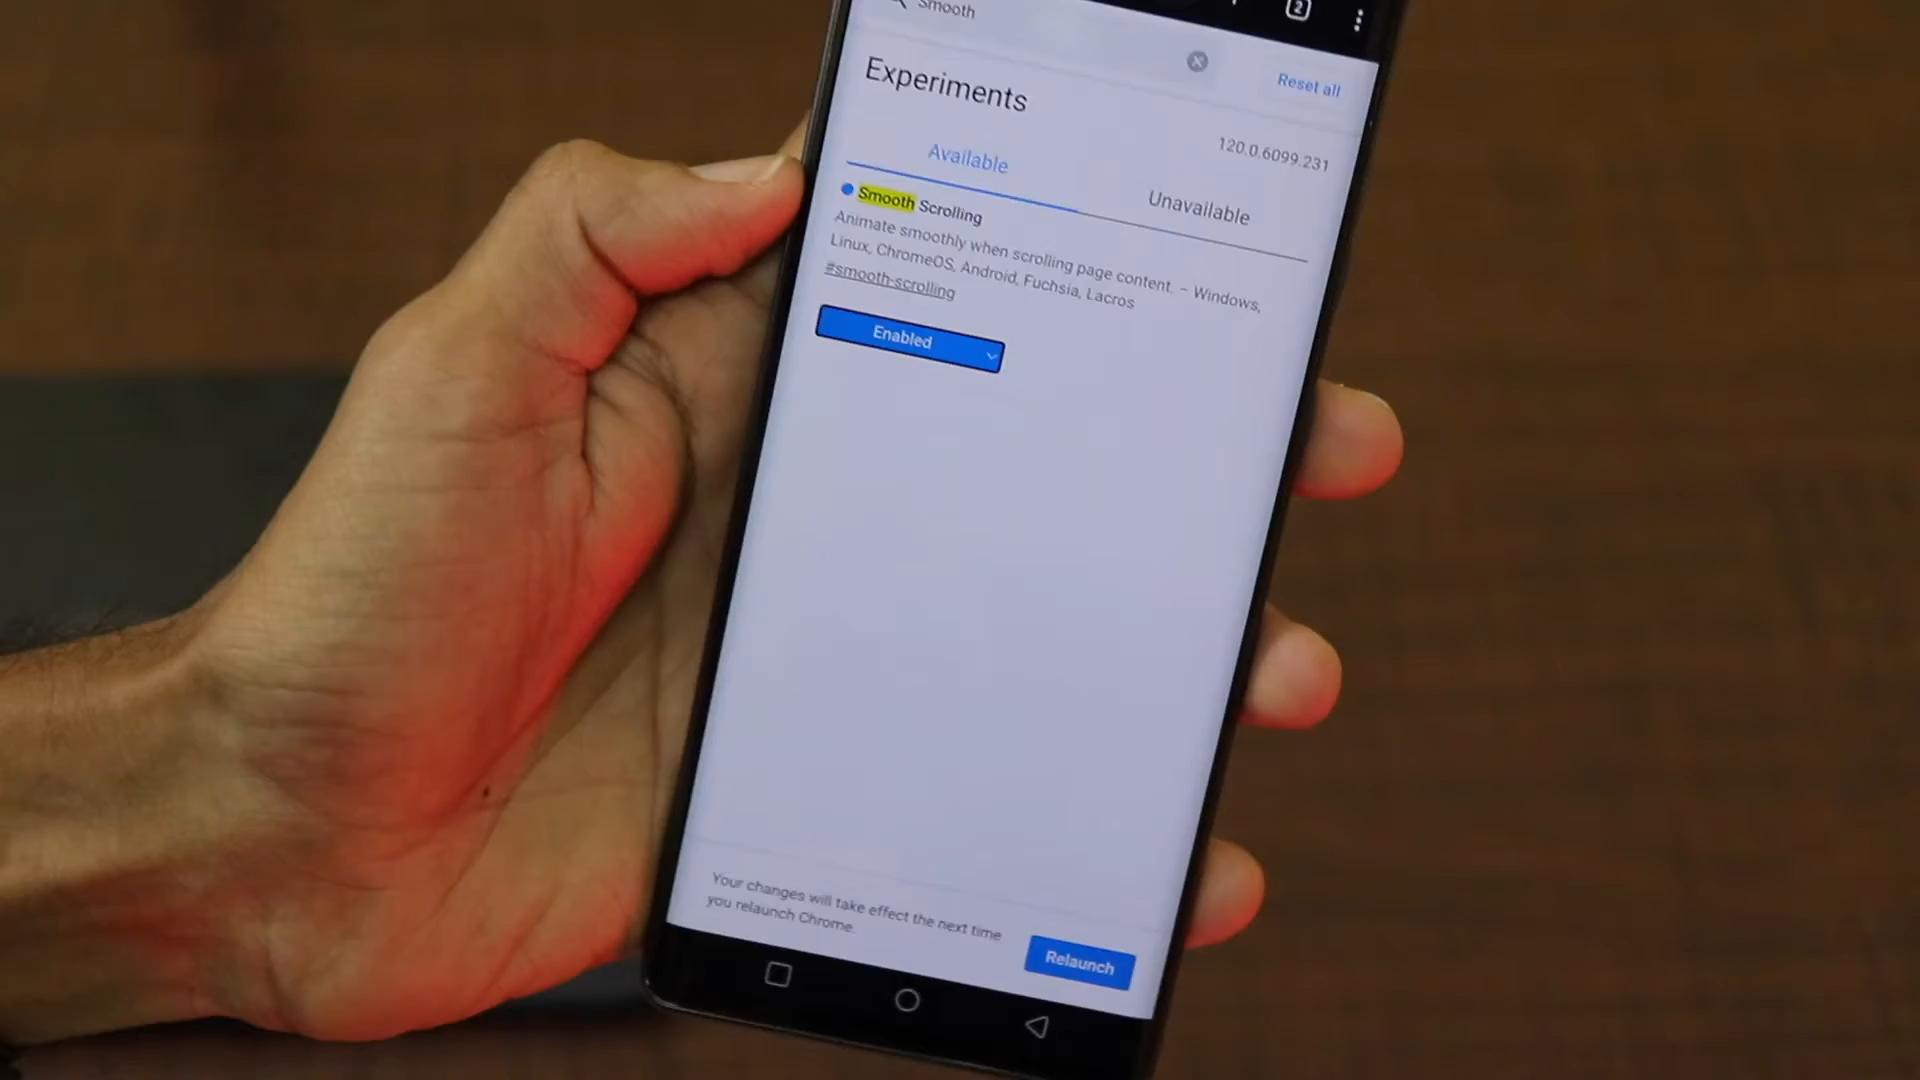 2
Smooth
Reset all
Experiments
120.0.6099.231
Available
Unavailable
Smooth Scrolling
Animate smoothly when scrolling page content. – Windows,
Linux, ChromeOS, Android, Fuchsia, Lacros
#smooth-scrolling
Enabled
Your changes will take effect the next time
you relaunch Chrome.
Relaunch